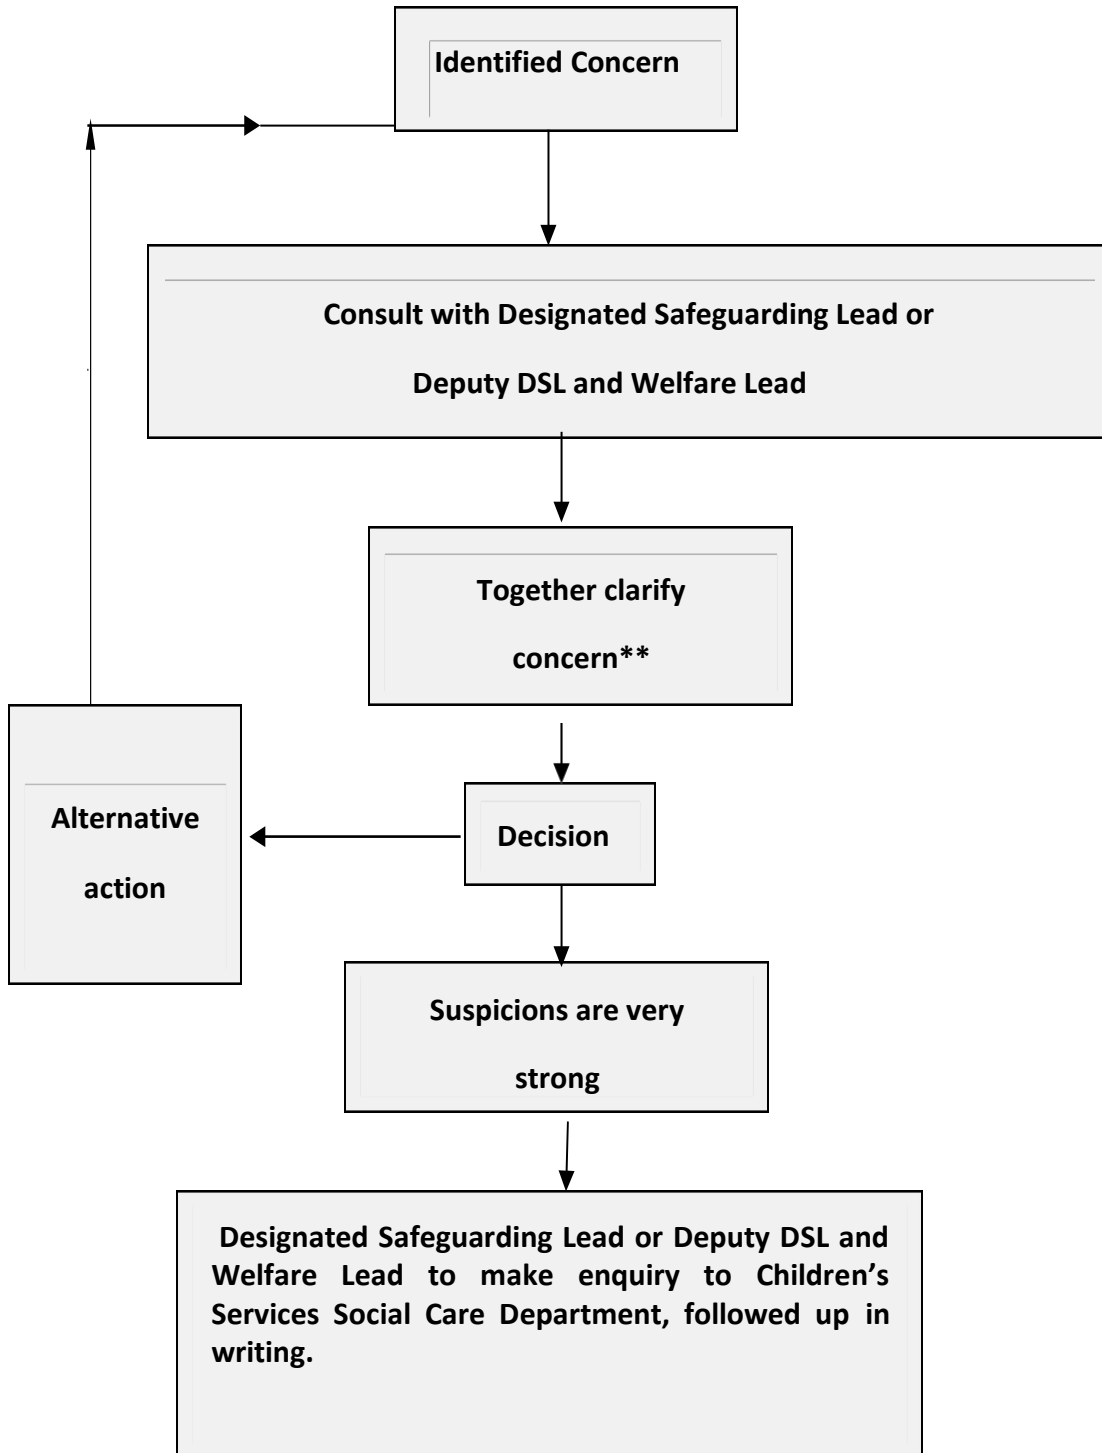 Identified Concern
Consult with Designated Safeguarding Lead or
Deputy DSL and Welfare Lead
Together clarify
concern**
Alternative
action
Decision
Suspicions are very
strong
Designated Safeguarding Lead or Deputy DSL and
Welfare Lead to make enquiry to Children’s
Services Social Care Department, followed up in
writing.